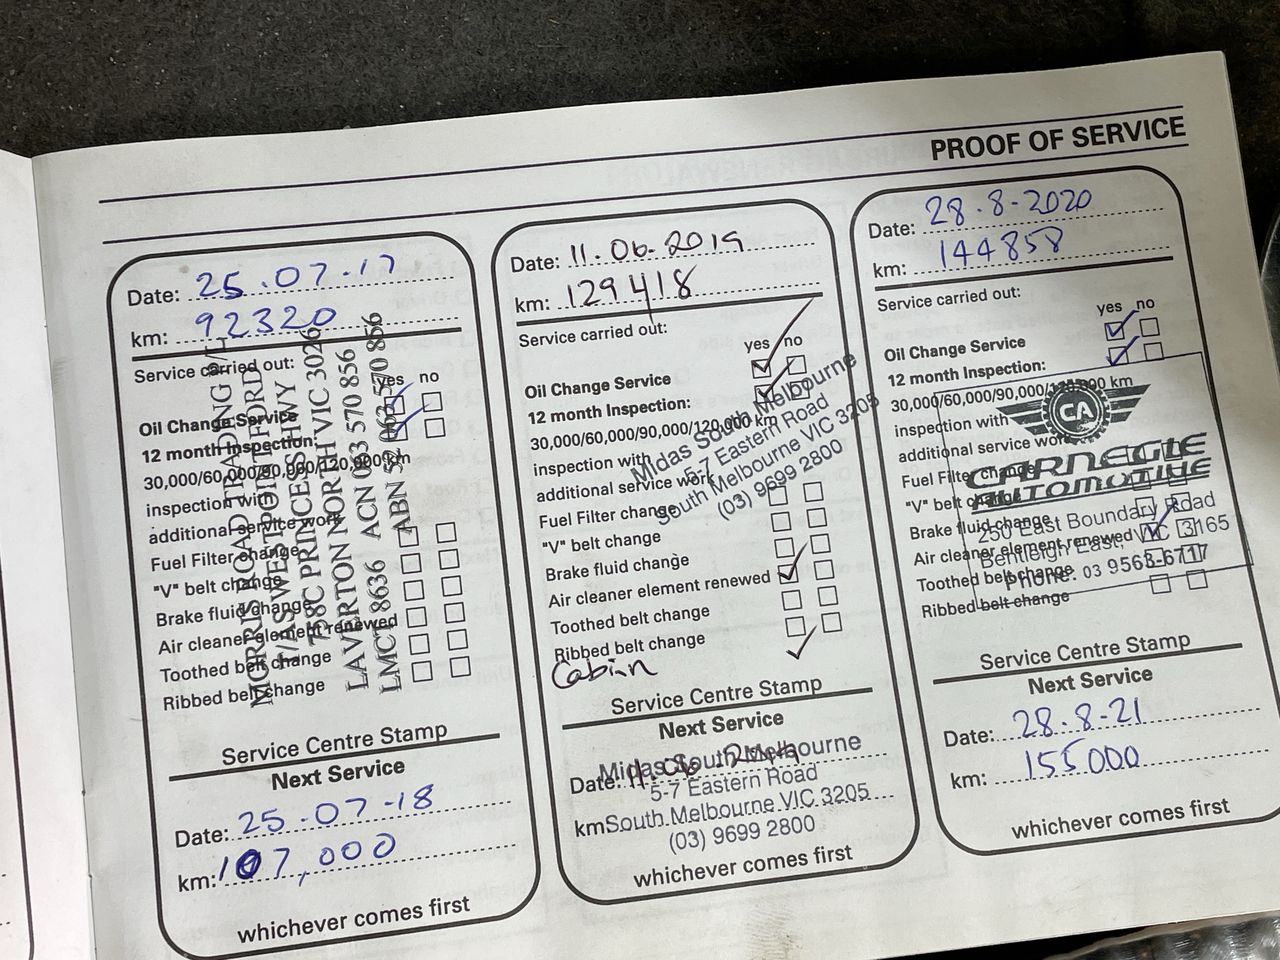 PROOF OF SERVICE
Date: 25.07.17
km: 92320
Service carried out:
yes no
Oil Change Service
12 month Inspection:
30,000/60,000/90,000/120,000 km
inspection with
additional service work
Fuel Filter change
"V" belt change
Brake fluid change
Air cleaner element renewed
Toothed belt change
Ribbed belt change
MORRIS ROAD TRADING P/L
T/AS WESTPOINT FORD
758C PRINCES HWY
LAVERTON NORTH VIC 3026
LMCT 8636 ACN 063 570 856
ABN 52 063 570 856
Service Centre Stamp
Next Service
Date: 25-07-18
km: 107,000
whichever comes first
Date: 11.06.2019
km: 129418
Service carried out:
yes no
Oil Change Service
12 month Inspection:
30,000/60,000/90,000/120,000 km
inspection with
additional service work
Fuel Filter change
"V" belt change
Brake fluid change
Air cleaner element renewed
Toothed belt change
Ribbed belt change
Cabin
Midas South Melbourne
5-7 Eastern Road
South Melbourne VIC 3205
(03) 9699 2800
Service Centre Stamp
Next Service
Date: 11.06
km
Midas South Melbourne
5-7 Eastern Road
South Melbourne VIC 3205
(03) 9699 2800
whichever comes first
Date: 28.8-2020
km: 144858
Service carried out:
yes no
Oil Change Service
12 month Inspection:
30,000/60,000/90,000/120,000 km
inspection with
additional service work
Fuel Filter change
"V" belt change
Brake fluid change
Air cleaner element renewed
Toothed belt change
Ribbed belt change
CA
CARNEGIE
AUTOMOTIVE
250 East Boundary Road
Bentleigh East, VIC 3165
Phone: 03 9563-6717
Service Centre Stamp
Next Service
Date: 28.8-21
km: 155000
whichever comes first